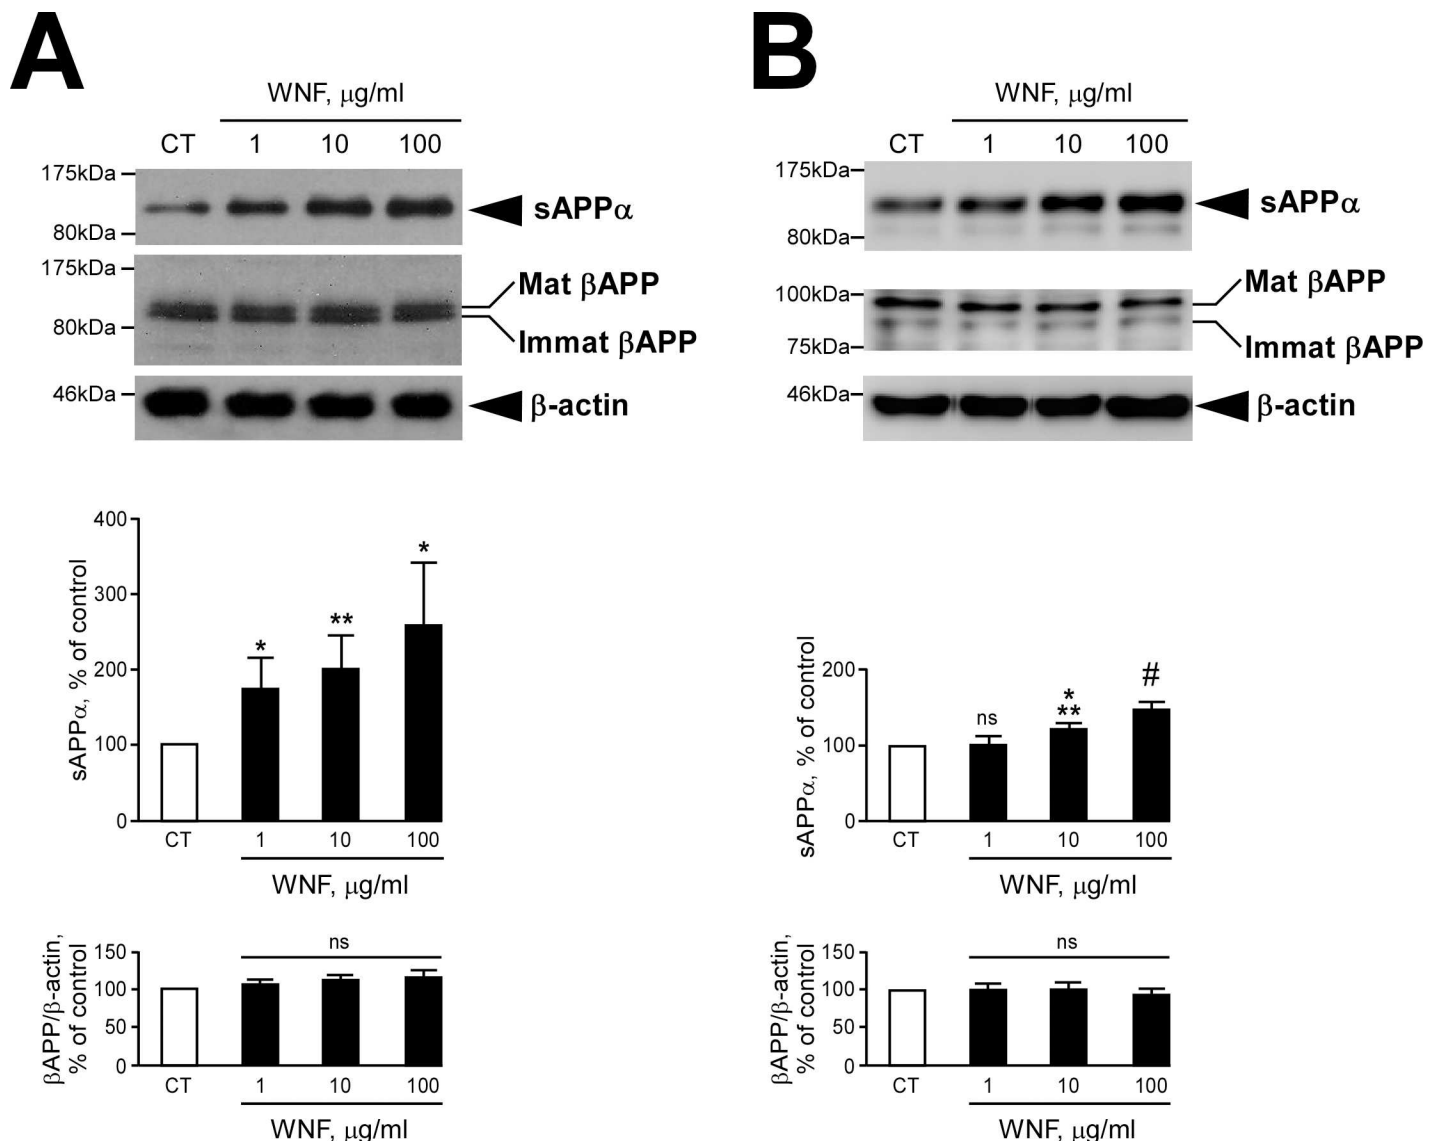 A
WNF, µg/ml
CT 1 10 100
175kDa
sAPPα
80kDa
175kDa
Mat βAPP
80kDa
Immat βAPP
46kDa
β-actin
400
300
200
100
0
sAPPα, % of control
*
**
*
CT 1 10 100
WNF, µg/ml
150
100
50
0
βAPP/β-actin,
% of control
ns
CT 1 10 100
WNF, µg/ml
B
WNF, µg/ml
CT 1 10 100
175kDa
sAPPα
80kDa
100kDa
Mat βAPP
75kDa
Immat βAPP
46kDa
β-actin
200
100
0
sAPPα, % of control
ns
*
**
#
CT 1 10 100
WNF, µg/ml
150
100
50
0
βAPP/β-actin,
% of control
ns
CT 1 10 100
WNF, µg/ml